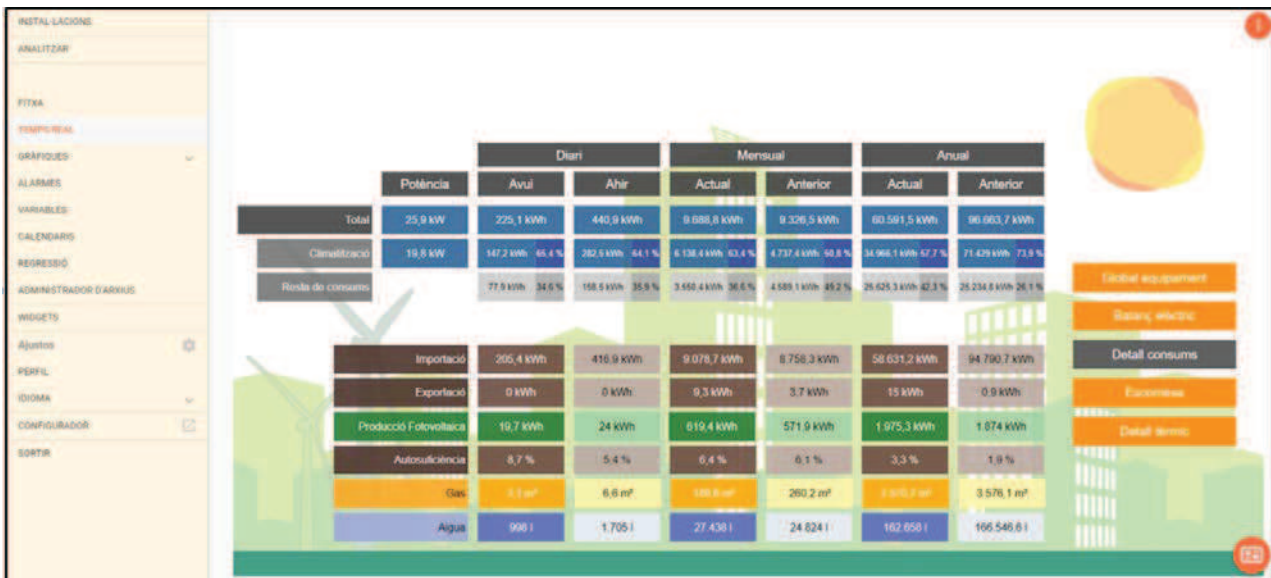 INSTAL·LACIONS
ANALITZAR
FITXA
TEMPS REAL
GRÀFIQUES
ALARMES
VARIABLES
CALENDARIS
REGRESSIÓ
ADMINISTRADOR D'ARXIUS
WIDGETS
Ajustos
PERFIL
IDIOMA
CONFIGURADOR
SORTIR
Diari Mensual Anual
Potència Avui Ahir Actual Anterior Actual Anterior
Total 25,9 kW 225,1 kWh 440,9 kWh 9.688,8 kWh 9.326,5 kWh 60.591,5 kWh 96.663,7 kWh
Climatització 19,8 kW 147,2 kWh 65,4 % 282,5 kWh 64,1 % 6.138,4 kWh 63,4 % 4.737,4 kWh 50,8 % 34.966,1 kWh 57,7 % 71.429 kWh 73,9 %
Resta de consums 77,9 kWh 34,6 % 158,5 kWh 35,9 % 3.550,4 kWh 36,6 % 4.589,1 kWh 49,2 % 25.625,3 kWh 42,3 % 25.234,8 kWh 26,1 %
Importació 205,4 kWh 416,9 kWh 9.078,7 kWh 8.758,3 kWh 58.631,2 kWh 94.790,7 kWh
Exportació 0 kWh 0 kWh 9,3 kWh 3,7 kWh 15 kWh 0,9 kWh
Producció Fotovoltaica 19,7 kWh 24 kWh 619,4 kWh 571,9 kWh 1.975,3 kWh 1.874 kWh
Autosuficiència 8,7 % 5,4 % 6,4 % 6,1 % 3,3 % 1,9 %
Gas 6,6 m³ 260,2 m³ 3.576,1 m³
Aigua 998 l 1.705 l 27.438 l 24.824 l 162.658 l 166.546,6 l
Global equipament
Balanç elèctric
Detall consums
Escomesa
Detall tèrmic